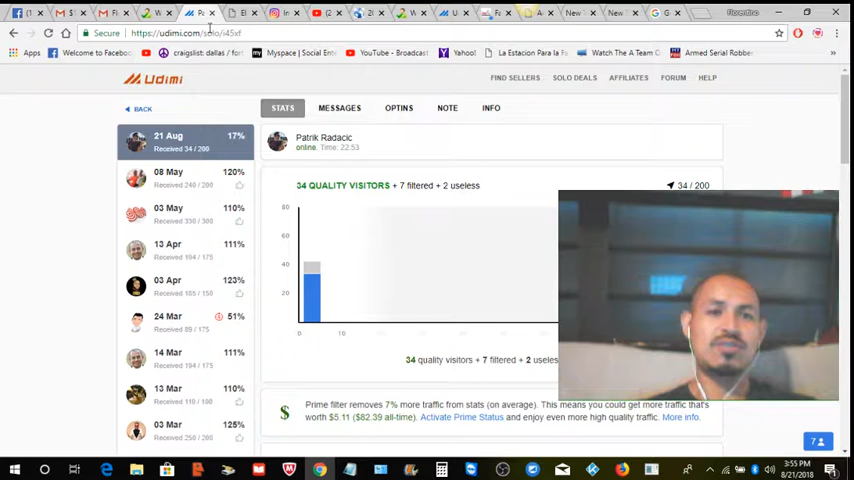 Florentino
Secure
https://udimi.com/solo/i45xf
Apps
Welcome to Facebook
craigslist: dallas / fort
Myspace | Social Ente
YouTube - Broadcast
Yahoo!
La Estacion Para la Fa
Watch The A Team O
Armed Serial Robber
Udimi
FIND SELLERS
SOLO DEALS
AFFILIATES
FORUM
HELP
BACK
STATS
MESSAGES
OPTINS
NOTE
INFO
21 Aug 17%
Received 34 / 200
08 May 120%
Received 240 / 200
03 May 110%
Received 330 / 300
13 Apr 111%
Received 194 / 175
03 Apr 123%
Received 185 / 150
24 Mar 51%
Received 89 / 175
14 Mar 111%
Received 194 / 175
13 Mar 110%
Received 110 / 100
03 Mar 125%
Received 250 / 200
Patrik Radacic
online. Time: 22:53
34 QUALITY VISITORS + 7 filtered + 2 useless
34 / 200
80
60
40
20
0
10
34 quality visitors + 7 filtered + 2 useless
Prime filter removes 7% more traffic from stats (on average). This means you could get more traffic that's
worth $5.11 ($82.39 all-time). Activate Prime Status and enjoy even more high quality traffic. More info.
7
3:55 PM
8/21/2018